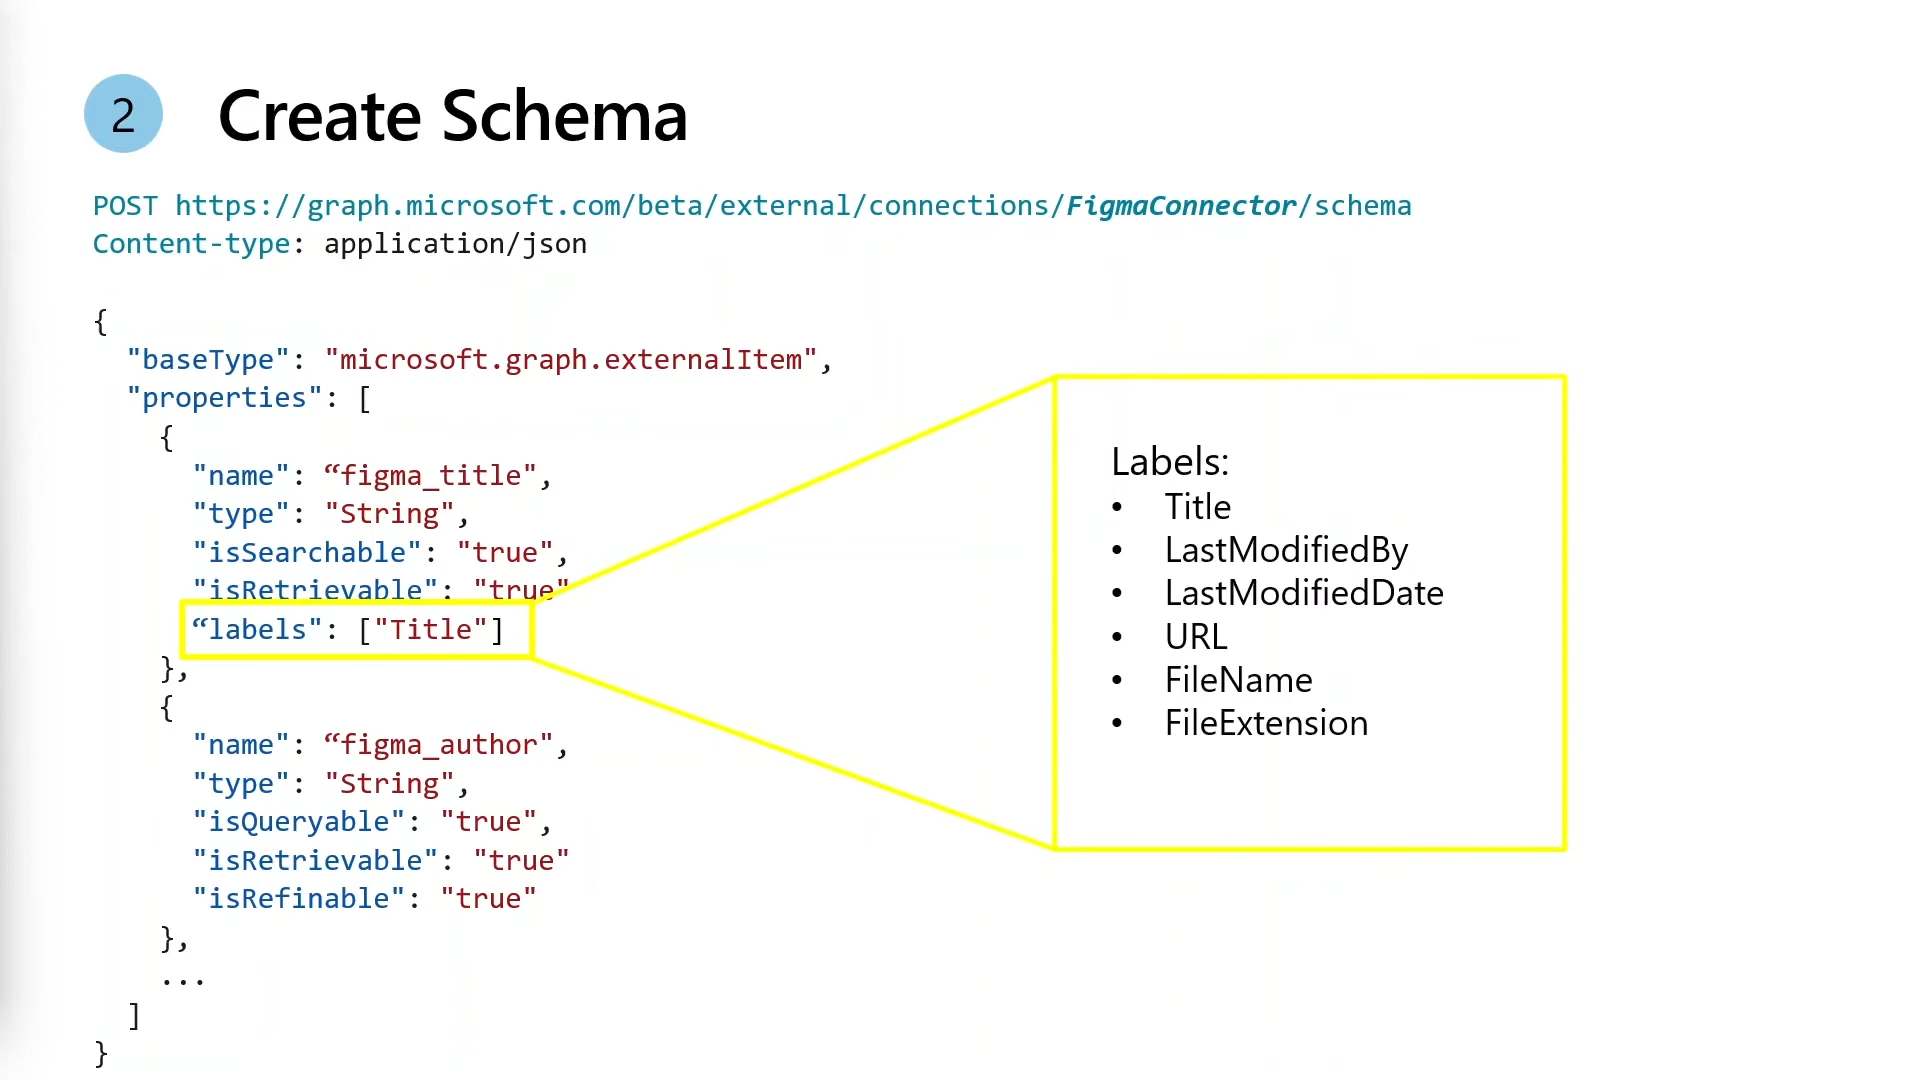 2 Create Schema
POST https://graph.microsoft.com/beta/external/connections/FigmaConnector/schema
Content-type: application/json
{
"baseType": "microsoft.graph.externalItem",
"properties": [
{
"name": “figma_title",
"type": "String",
"isSearchable": "true",
"isRetrievable": "true"
“labels": ["Title"]
},
{
"name": “figma_author",
"type": "String",
"isQueryable": "true",
"isRetrievable": "true"
"isRefinable": "true"
},
...
]
}
Labels:
• Title
• LastModifiedBy
• LastModifiedDate
• URL
• FileName
• FileExtension